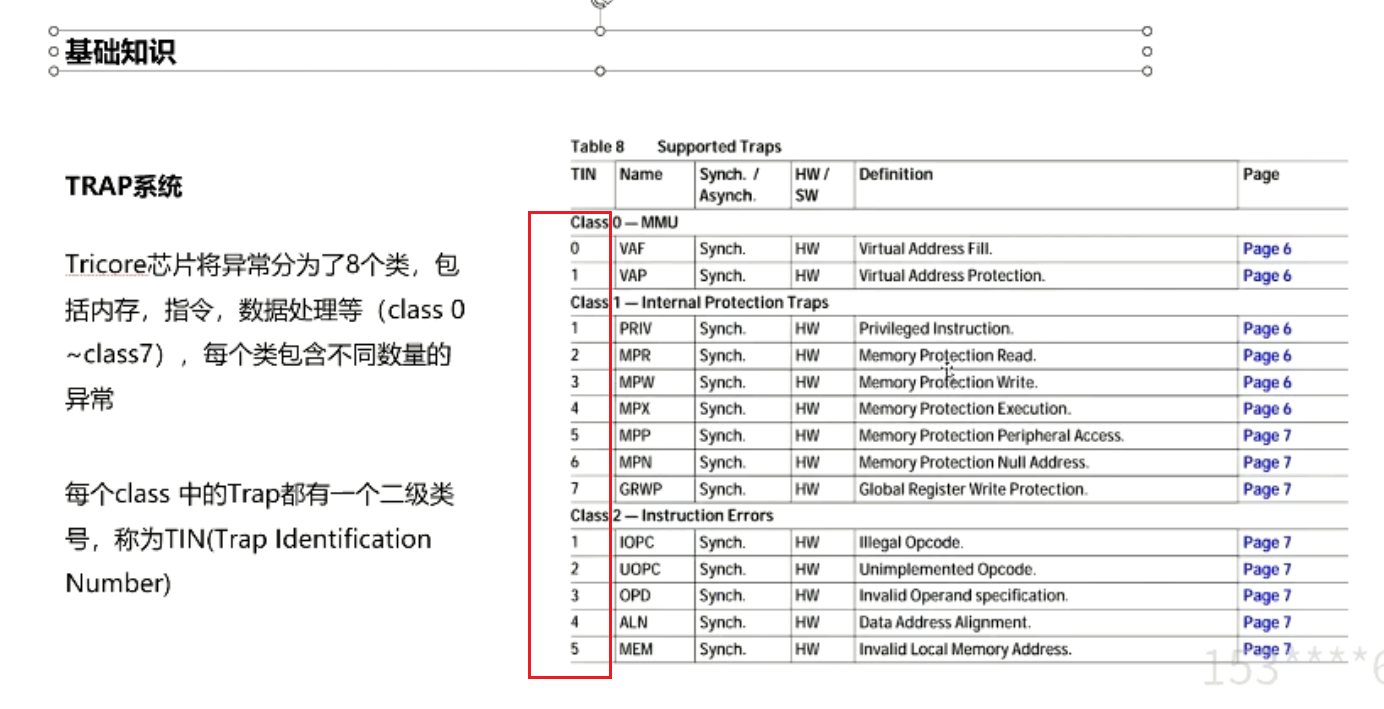 基础知识
TRAP系统
Tricore芯片将异常分为了8个类，包
括内存，指令，数据处理等（class 0
~class7），每个类包含不同数量的
异常
每个class 中的Trap都有一个二级类
号，称为TIN(Trap Identification
Number)
Table 8 Supported Traps
TIN Name Synch. / Asynch. HW / SW Definition Page
Class 0 — MMU
0 VAF Synch. HW Virtual Address Fill. Page 6
1 VAP Synch. HW Virtual Address Protection. Page 6
Class 1 — Internal Protection Traps
1 PRIV Synch. HW Privileged Instruction. Page 6
2 MPR Synch. HW Memory Protection Read. Page 6
3 MPW Synch. HW Memory Protection Write. Page 6
4 MPX Synch. HW Memory Protection Execution. Page 6
5 MPP Synch. HW Memory Protection Peripheral Access. Page 7
6 MPN Synch. HW Memory Protection Null Address. Page 7
7 GRWP Synch. HW Global Register Write Protection. Page 7
Class 2 — Instruction Errors
1 IOPC Synch. HW Illegal Opcode. Page 7
2 UOPC Synch. HW Unimplemented Opcode. Page 7
3 OPD Synch. HW Invalid Operand specification. Page 7
4 ALN Synch. HW Data Address Alignment. Page 7
5 MEM Synch. HW Invalid Local Memory Address. Page 7
153****6